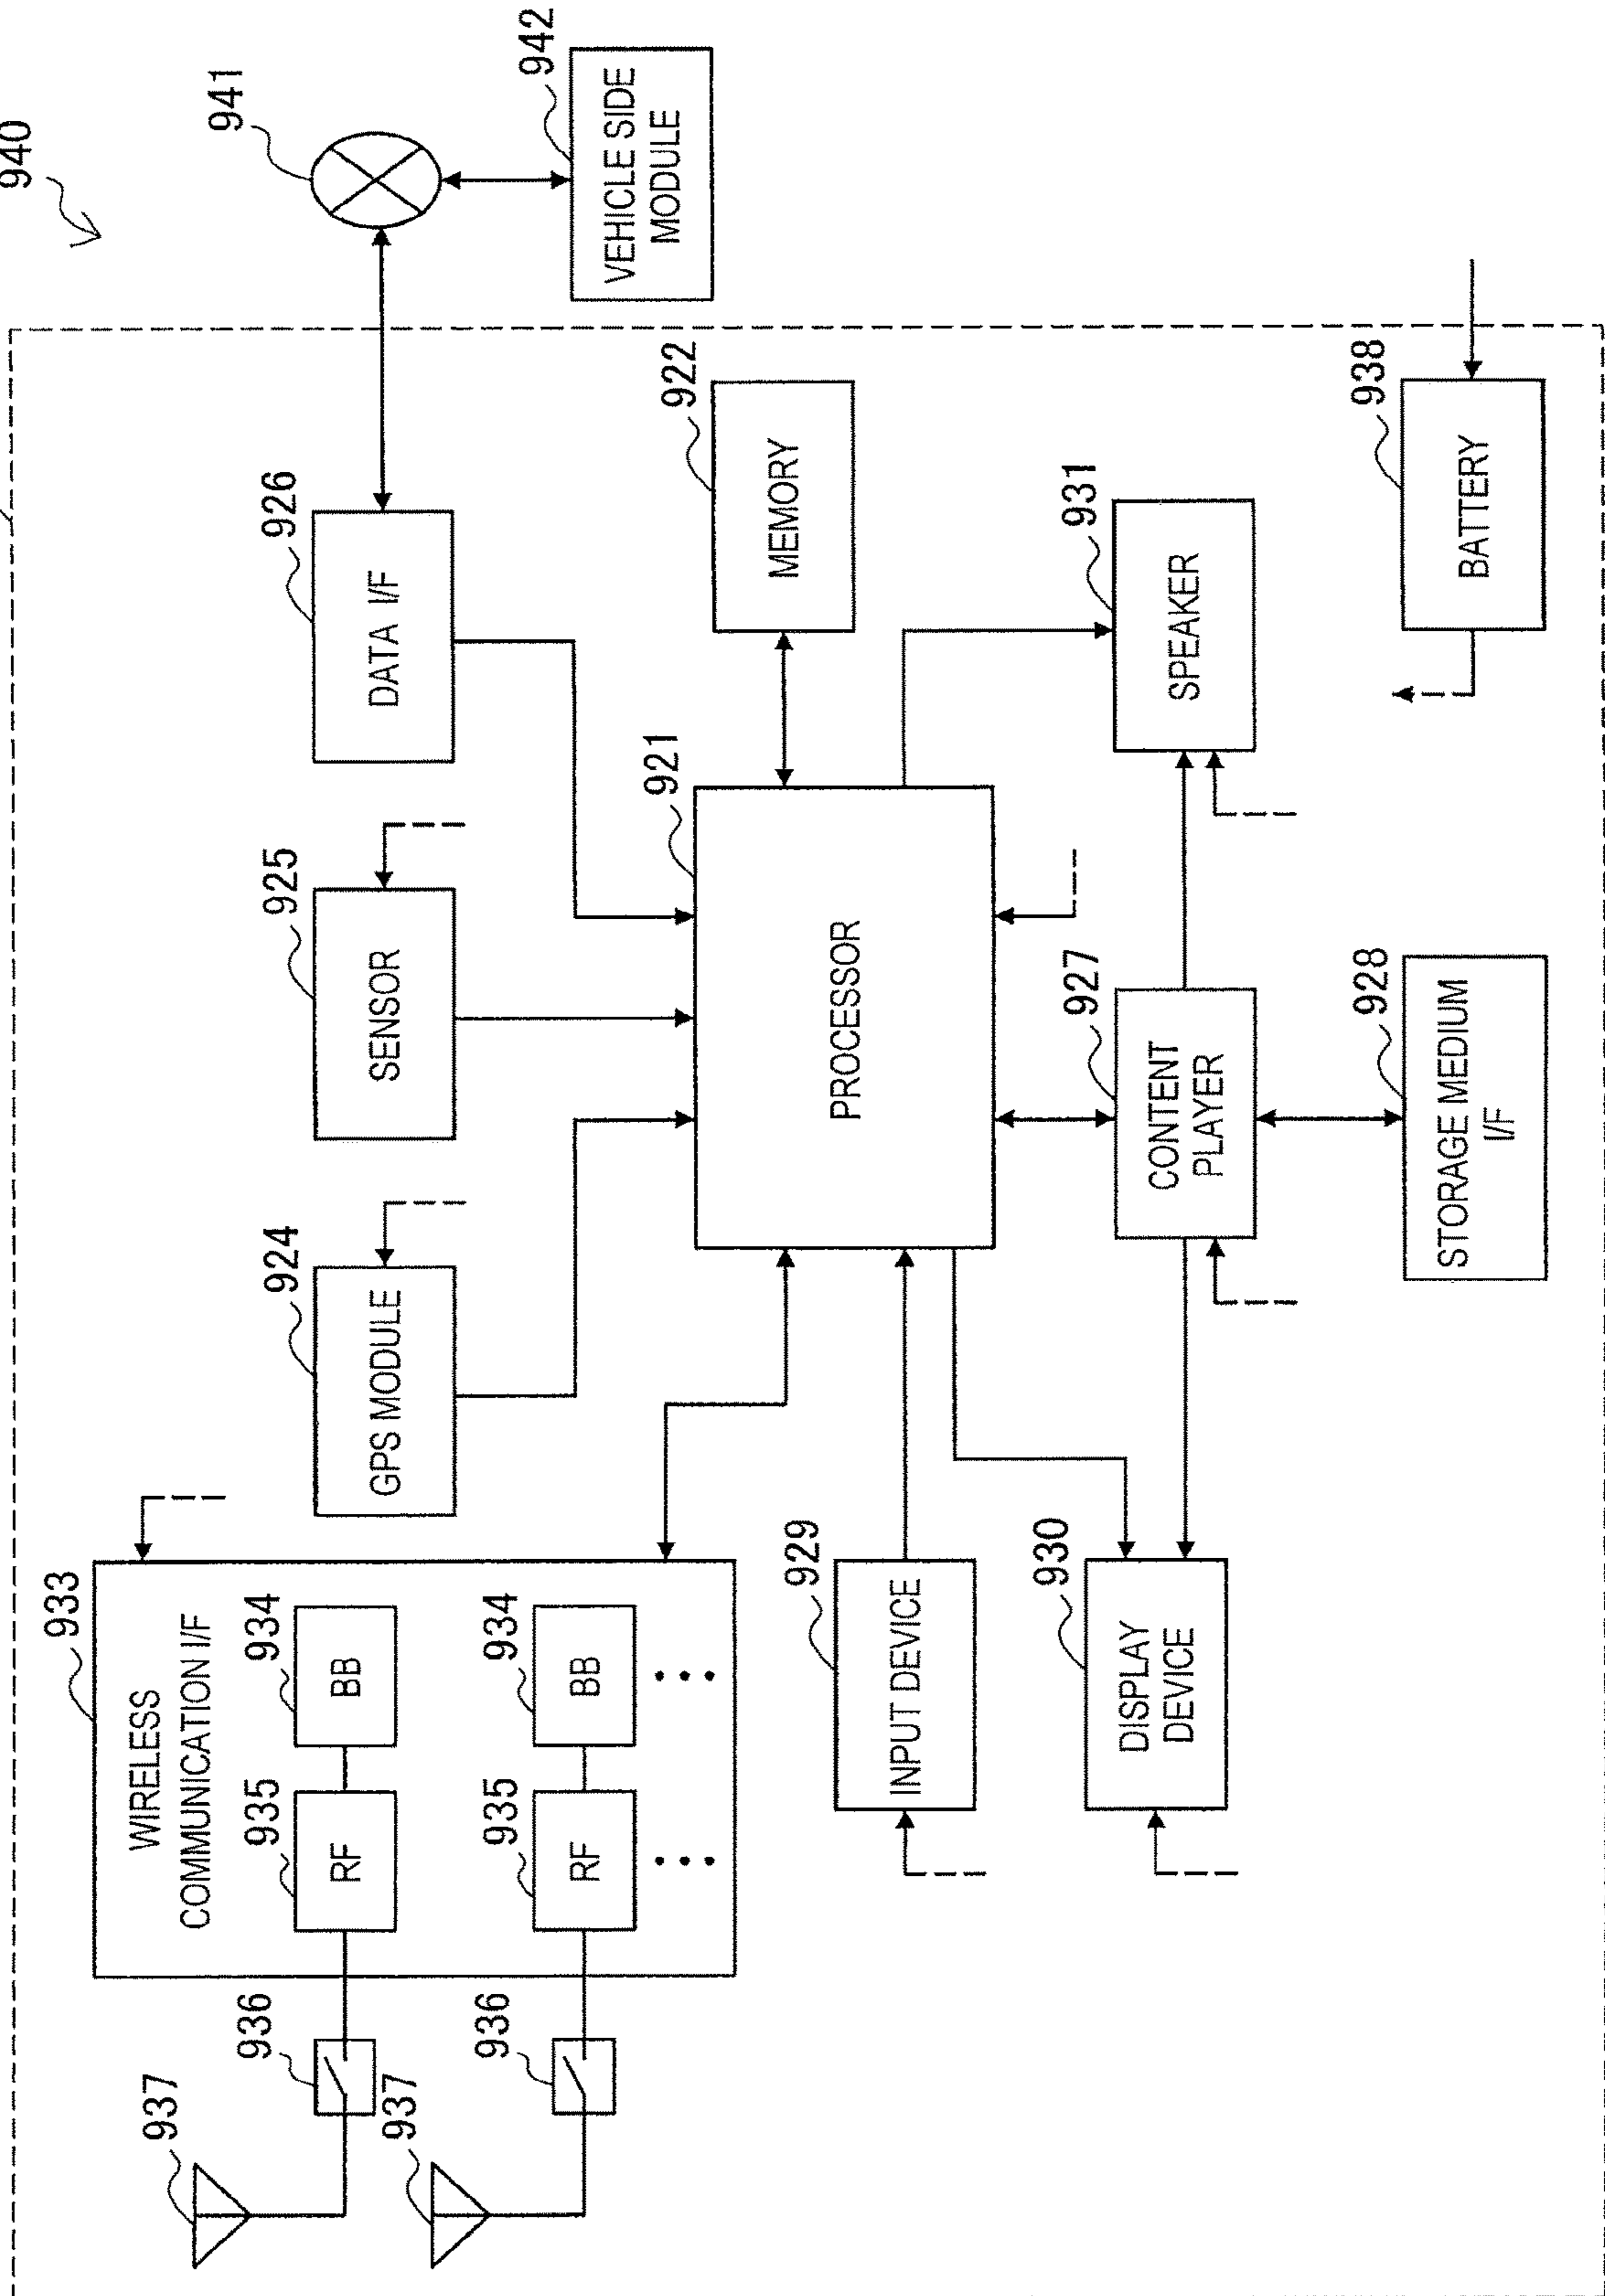 940
941
942
VEHICLE SIDE
MODULE
933
WIRELESS
COMMUNICATION I/F
934
BB
935
RF
936
937
934
BB
935
RF
936
937
924
GPS MODULE
925
SENSOR
926
DATA I/F
921
PROCESSOR
922
MEMORY
929
INPUT DEVICE
930
DISPLAY
DEVICE
927
CONTENT
PLAYER
931
SPEAKER
928
STORAGE MEDIUM
I/F
938
BATTERY